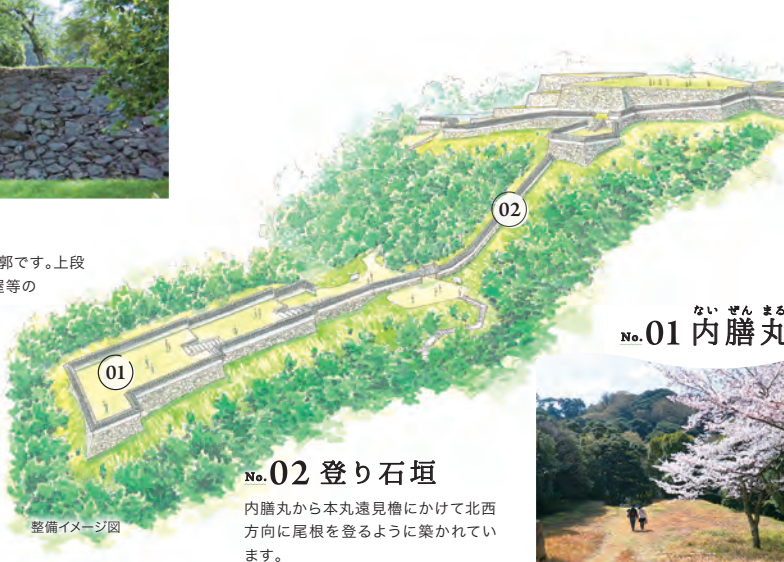 郭です。上段
屋等の
01
02
ない ぜん まる
No.01 内膳丸
No.02 登り石垣
内膳丸から本丸遠見櫓にかけて北西
方向に尾根を登るように築かれてい
ます。
整備イメージ図